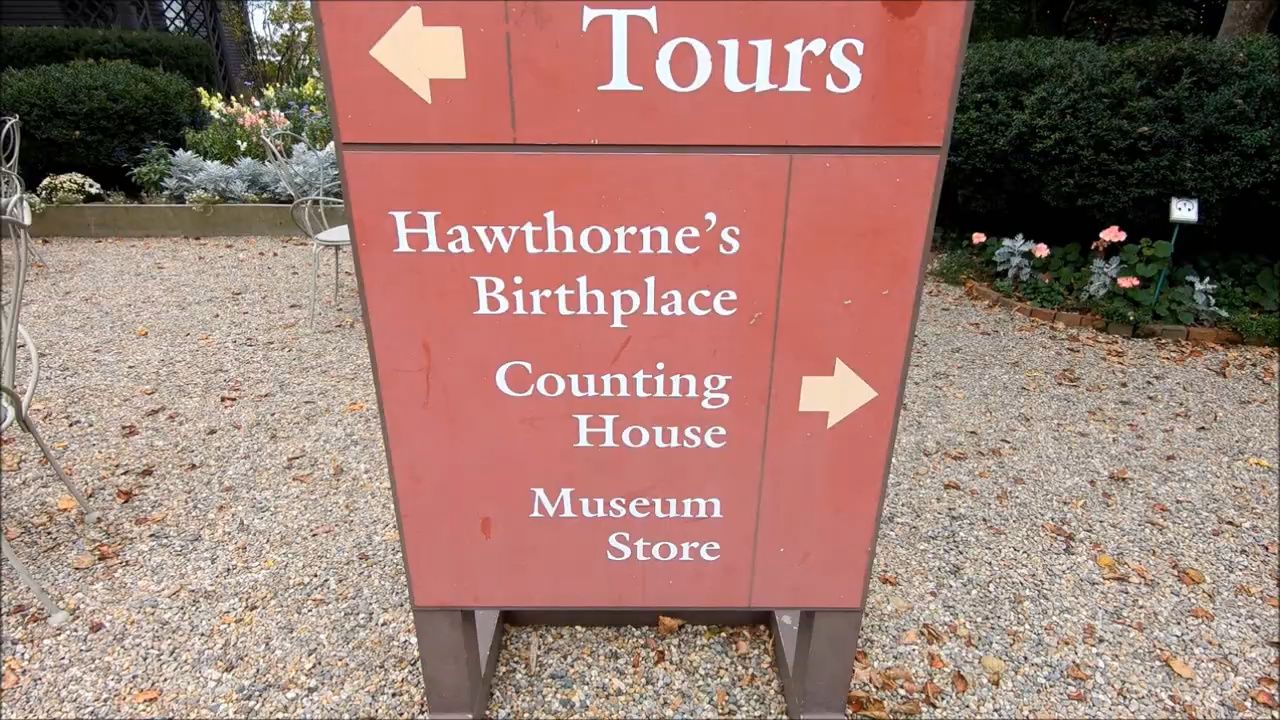 Tours
Hawthorne's
Birthplace
Counting
House
Museum
Store